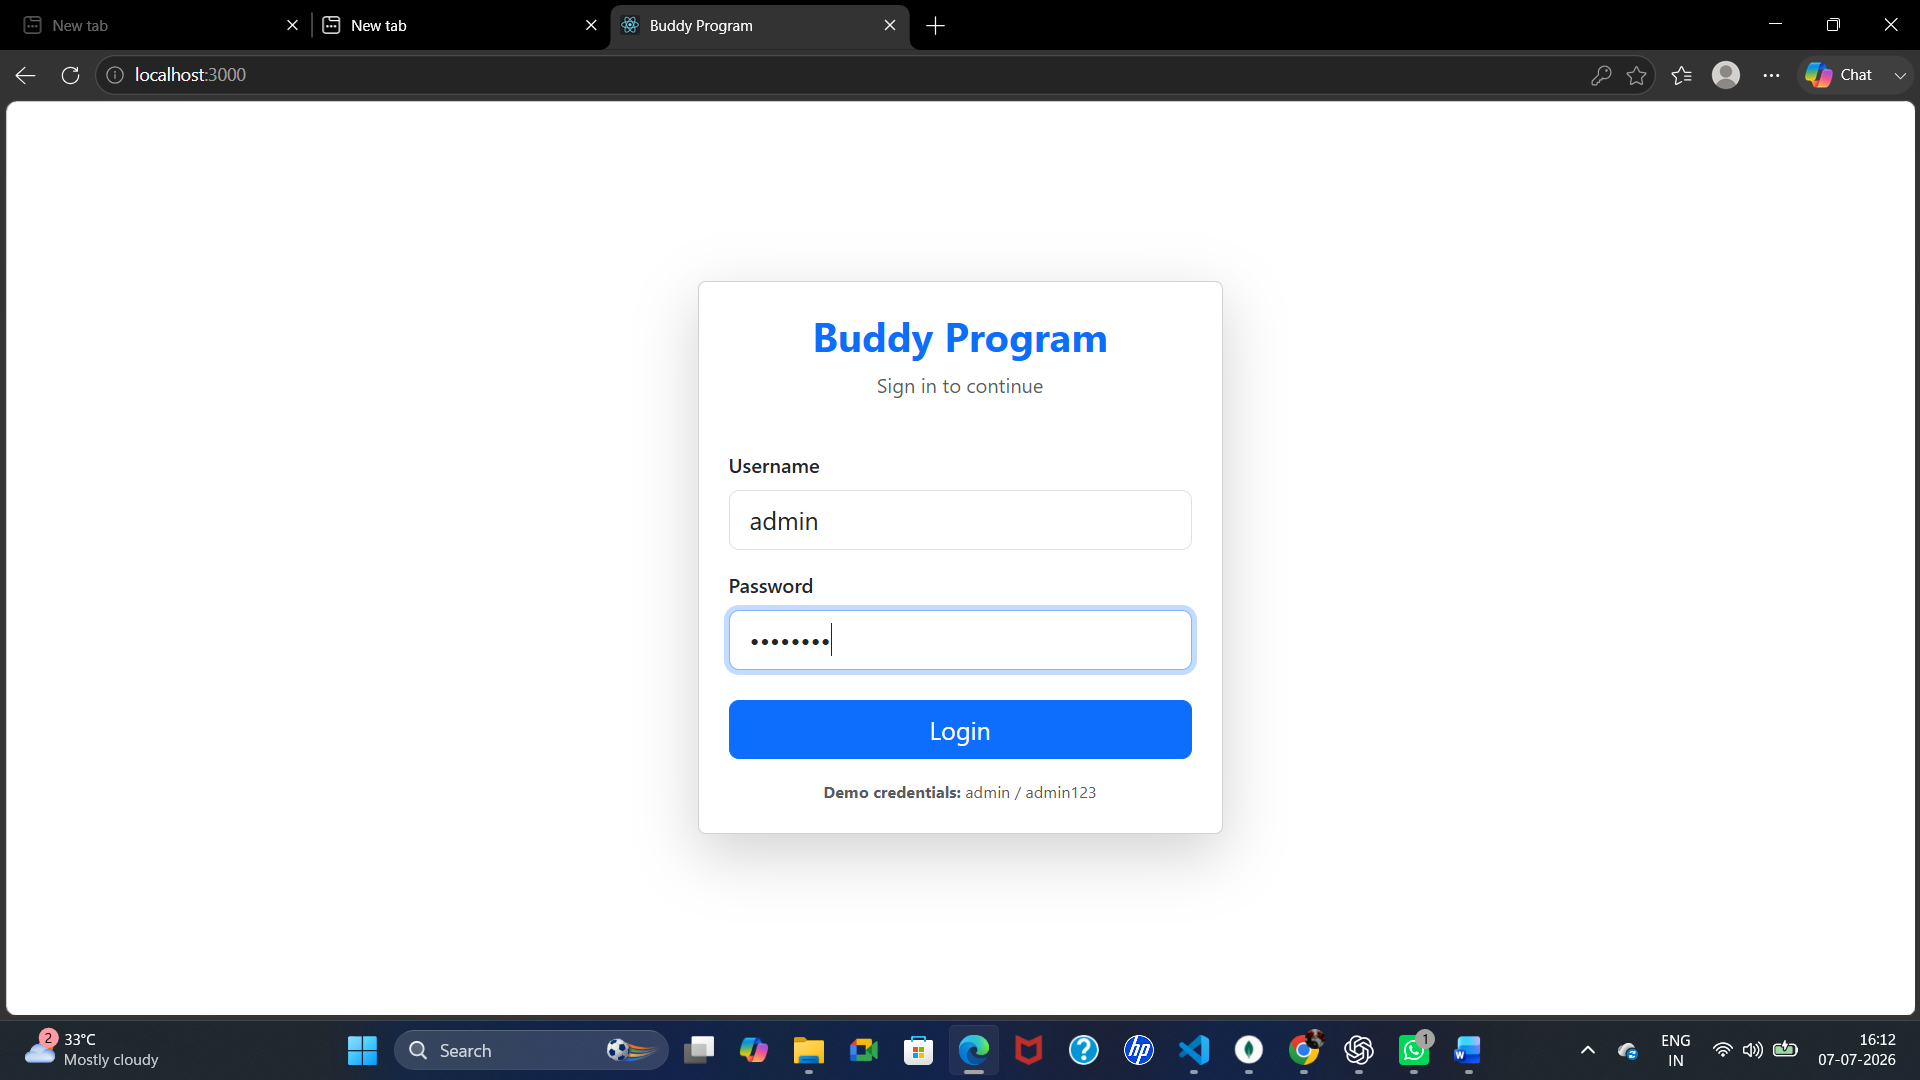 New tab
New tab
Buddy Program
localhost:3000
Chat
Buddy Program
Sign in to continue
Username
admin
Password
••••••••
Login
Demo credentials: admin / admin123
2
33°C
Mostly cloudy
Search
?
hp
W
1
ENG
IN
16:12
07-07-2026